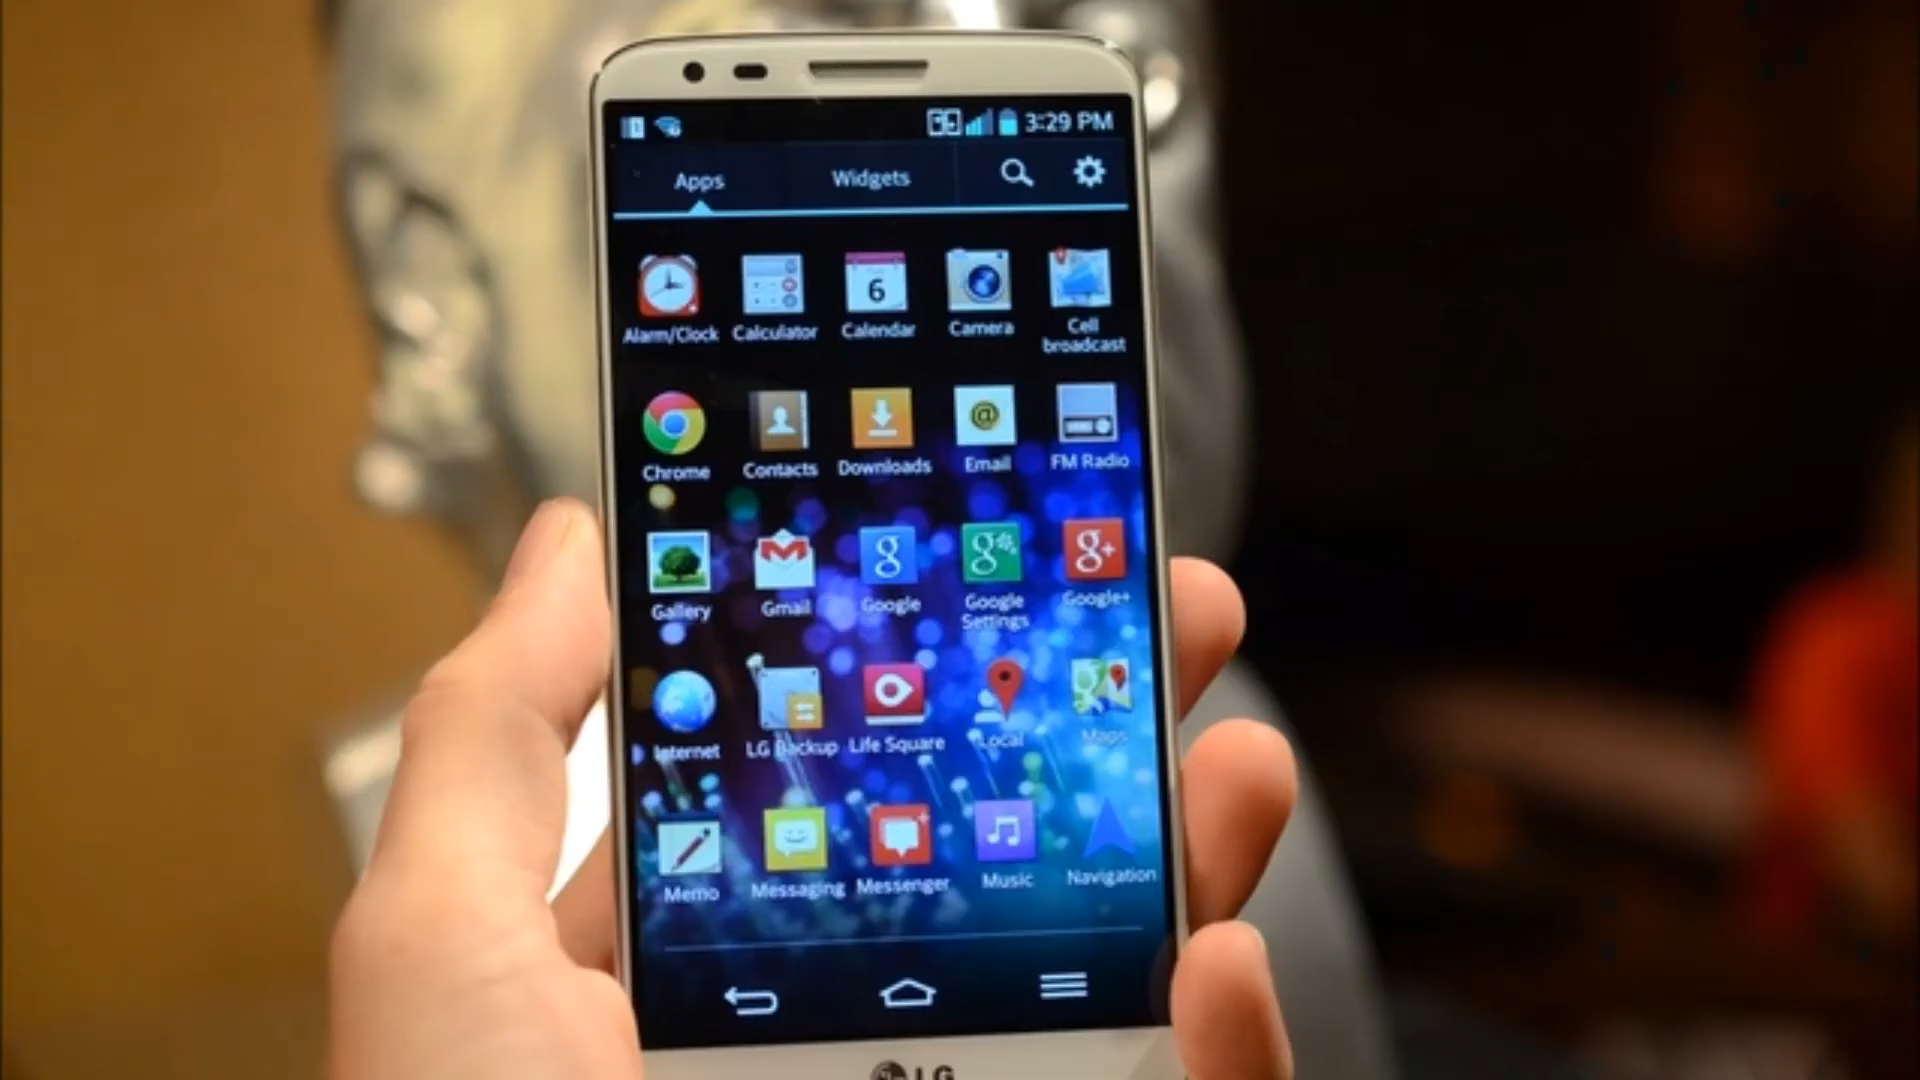 3:29 PM
Apps Widgets
6
Alarm/Clock Calculator Calendar Camera Cell broadcast
@
Chrome Contacts Downloads Email FM Radio
g g g+
Gallery Gmail Google Google Settings Google+
Internet LG Backup Life Square Local Maps
Memo Messaging Messenger Music Navigation
LG